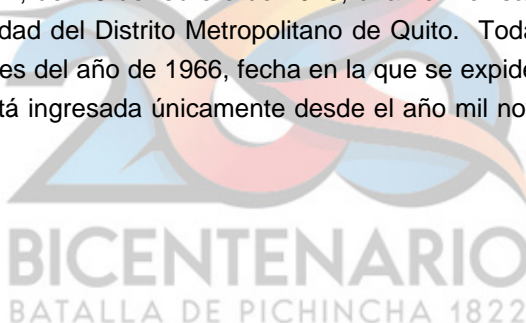 dad del Distrito Metropolitano de Quito.  Toda
es del año de 1966, fecha en la que se expide
tá ingresada únicamente desde el año mil no
200
BICENTENARIO
BATALLA DE PICHINCHA 1822